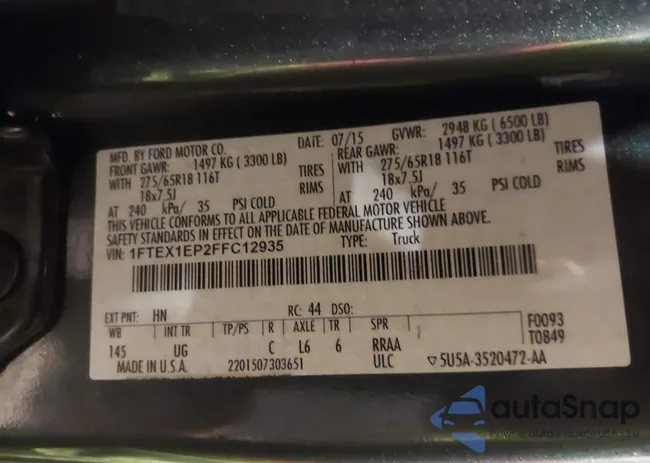 MFD. BY FORD MOTOR CO. DATE: 07/15 GVWR: 2948 KG ( 6500 LB)
FRONT GAWR: 1497 KG ( 3300 LB) REAR GAWR: 1497 KG ( 3300 LB)
WITH 275/65R18 116T TIRES WITH 275/65R18 116T TIRES
18x7.5J RIMS 18x7.5J RIMS
AT 240 kPa/ 35 PSI COLD AT 240 kPa/ 35 PSI COLD
THIS VEHICLE CONFORMS TO ALL APPLICABLE FEDERAL MOTOR VEHICLE
SAFETY STANDARDS IN EFFECT ON THE DATE OF MANUFACTURE SHOWN ABOVE.
VIN: 1FTEX1EP2FFC12935 TYPE: Truck
EXT PNT: HN RC: 44 DSO: F0093
WB INT TR TP/PS R AXLE TR SPR T0849
145 UG C L6 6 RRAA
MADE IN U.S.A. 2201507303651 ULC ▽5U5A-3520472-AA
autaSnap